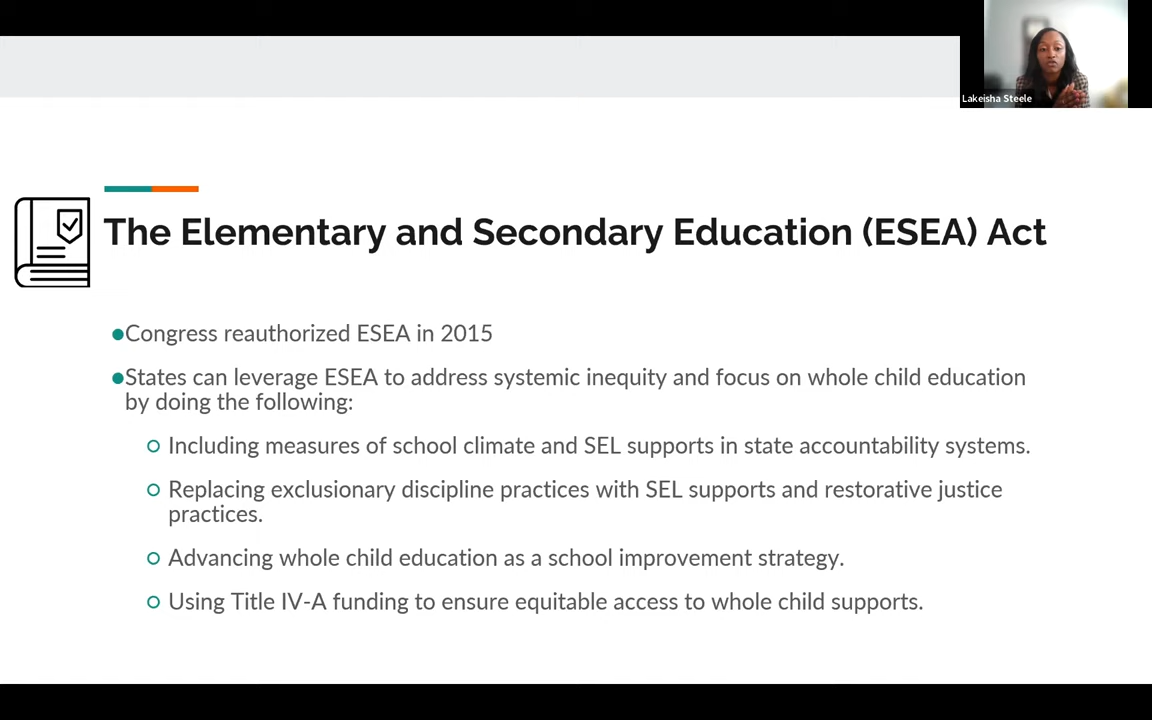 Lakeisha Steele
The Elementary and Secondary Education (ESEA) Act
●Congress reauthorized ESEA in 2015
●States can leverage ESEA to address systemic inequity and focus on whole child education
by doing the following:
○ Including measures of school climate and SEL supports in state accountability systems.
○ Replacing exclusionary discipline practices with SEL supports and restorative justice
practices.
○ Advancing whole child education as a school improvement strategy.
○ Using Title IV-A funding to ensure equitable access to whole child supports.